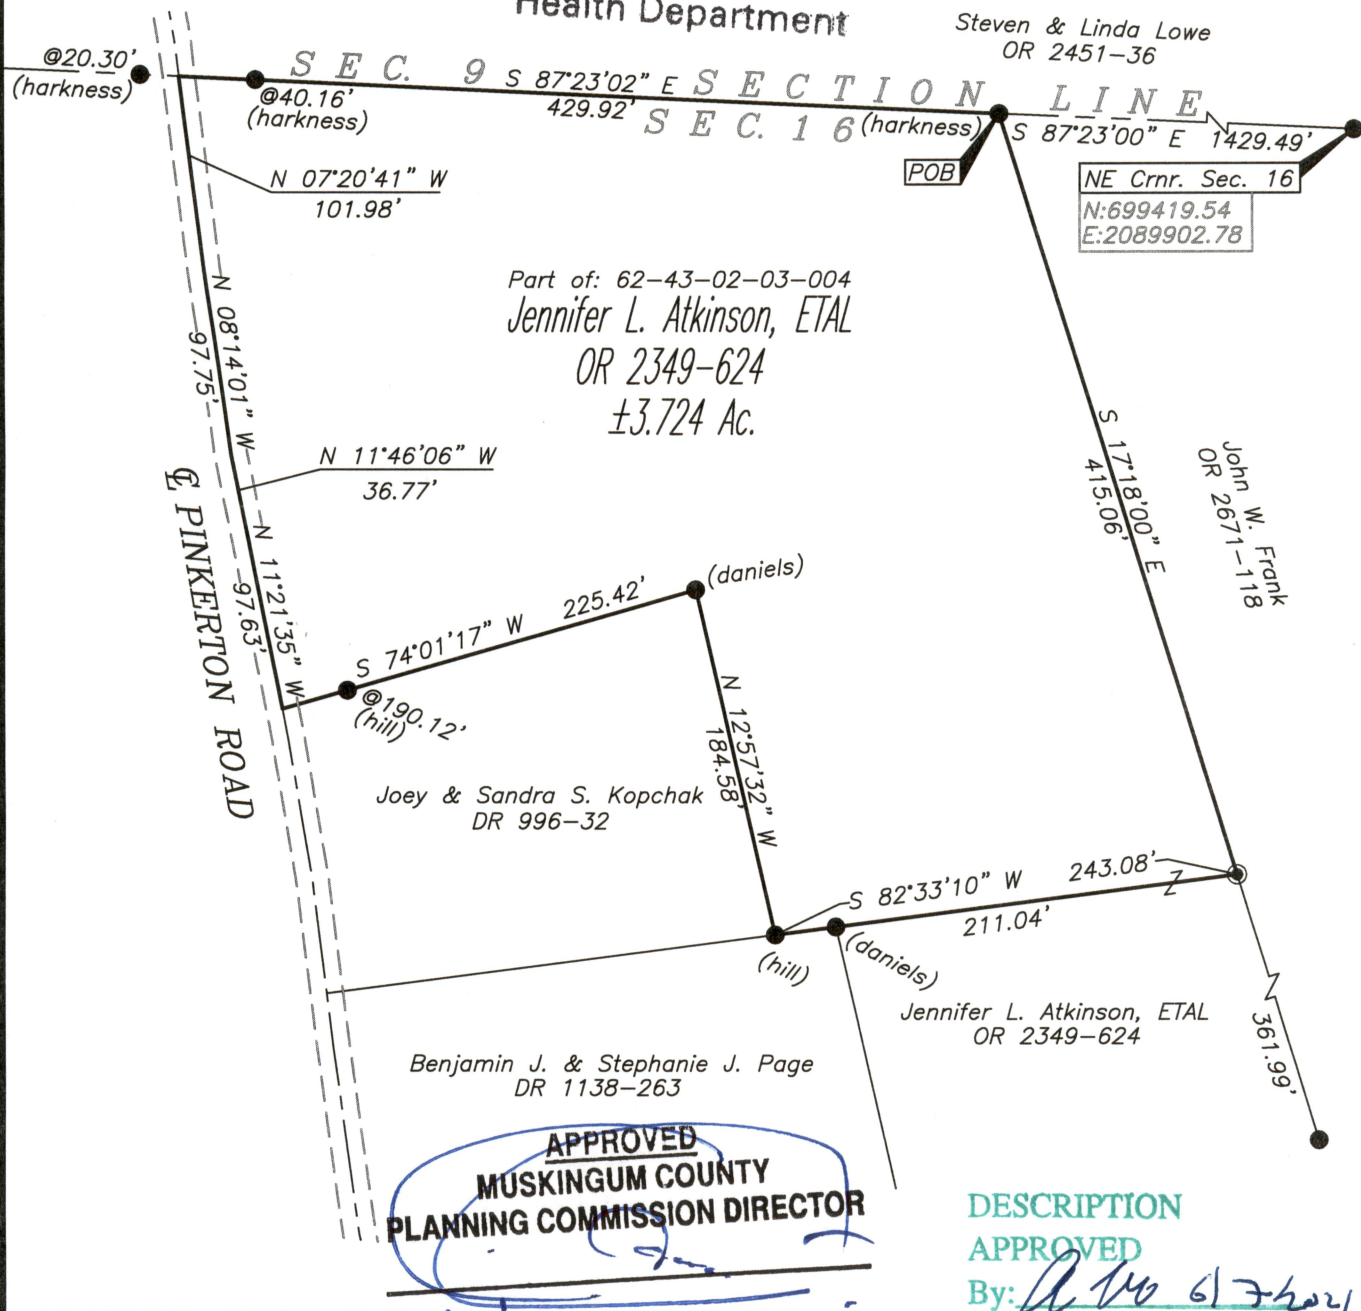 Health Department
Steven & Linda Lowe
OR 2451-36
@20.30'
(harkness)
SEC. 9
S 87°23'02" E
SECTION LINE
@40.16'
(harkness)
429.92'
SEC. 16
(harkness)
S 87°23'00" E 1429.49'
POB
NE Crnr. Sec. 16
N:699419.54
E:2089902.78
N 07°20'41" W
101.98'
Part of: 62-43-02-03-004
Jennifer L. Atkinson, ETAL
OR 2349-624
±3.724 Ac.
N 08°14'01" W
97.75'
N 11°46'06" W
36.77'
S 17°18'00" E
415.06'
John W. Frank
OR 2671-118
℄ PINKERTON ROAD
N 11°21'35" W
97.63'
S 74°01'17" W 225.42'
(daniels)
@190.12'
(hill)
N 12°57'32" W
184.58'
Joey & Sandra S. Kopchak
DR 996-32
S 82°33'10" W 243.08'
211.04'
(hill)
(daniels)
Jennifer L. Atkinson, ETAL
OR 2349-624
361.99'
Benjamin J. & Stephanie J. Page
DR 1138-263
APPROVED
MUSKINGUM COUNTY
PLANNING COMMISSION DIRECTOR
DESCRIPTION
APPROVED
By: 6/7/2021